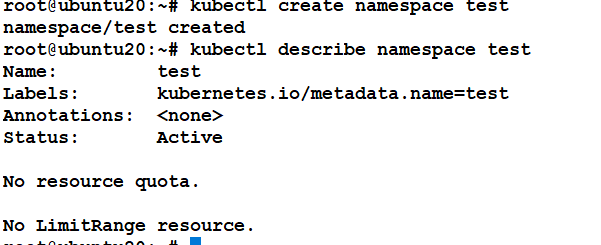 root@ubuntu20:~# kubectl create namespace test
namespace/test created
root@ubuntu20:~# kubectl describe namespace test
Name:         test
Labels:       kubernetes.io/metadata.name=test
Annotations:  <none>
Status:       Active
No resource quota.
No LimitRange resource.
root@ubuntu20:~#